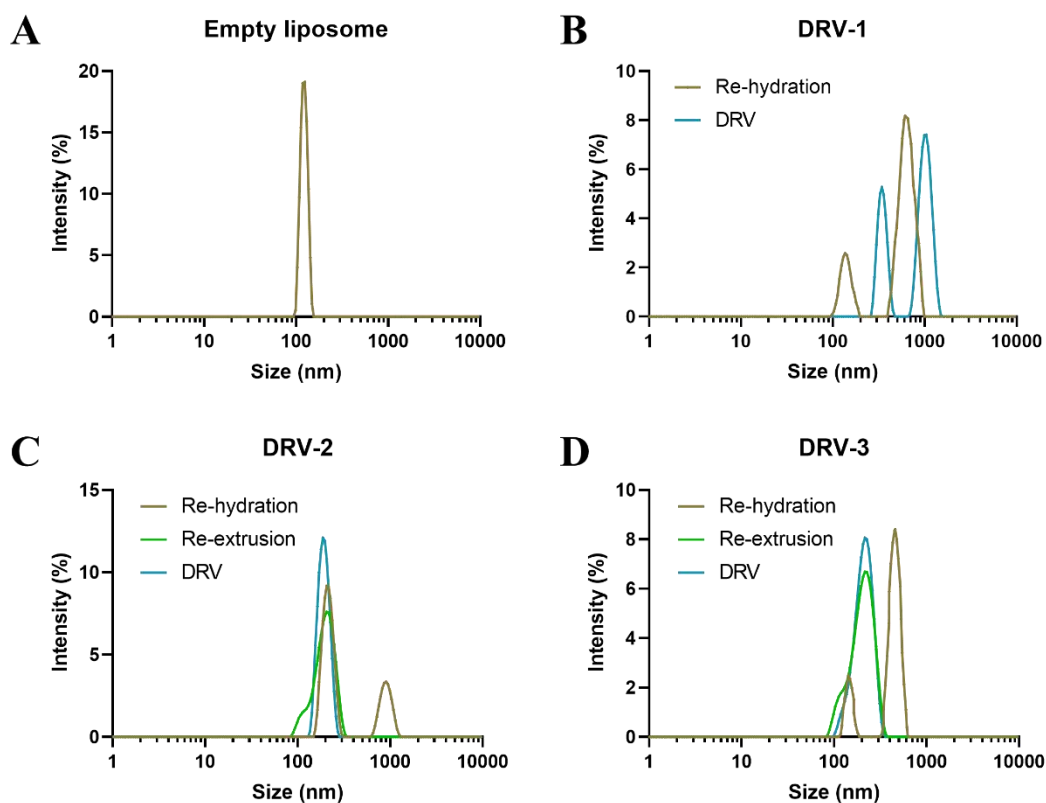 A
Empty liposome
20
15
10
5
0
Intensity (%)
1
10
100
1000
10000
Size (nm)
B
DRV-1
Re-hydration
DRV
10
8
6
4
2
0
Intensity (%)
1
10
100
1000
10000
Size (nm)
C
DRV-2
Re-hydration
Re-extrusion
DRV
15
10
5
0
Intensity (%)
1
10
100
1000
10000
Size (nm)
D
DRV-3
Re-hydration
Re-extrusion
DRV
10
8
6
4
2
0
Intensity (%)
1
10
100
1000
10000
Size (nm)